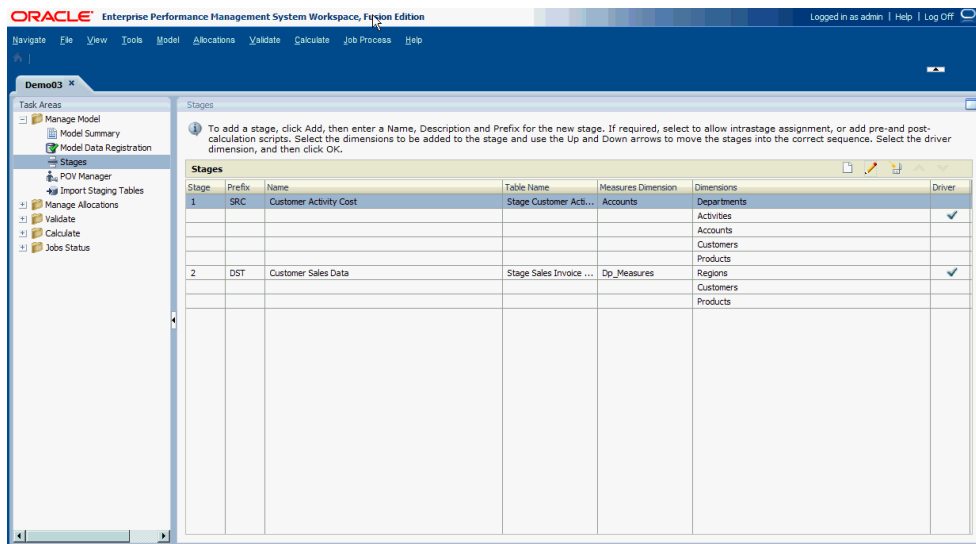 ORACLE Enterprise Performance Management System Workspace, Fusion Edition Logged in as admin | Help | Log Off
Navigate File View Tools Model Allocations Validate Calculate Job Process Help
Demo03
Task Areas
Manage Model
Model Summary
Model Data Registration
Stages
POV Manager
Import Staging Tables
Manage Allocations
Validate
Calculate
Jobs Status
Stages
To add a stage, click Add, then enter a Name, Description and Prefix for the new stage. If required, select to allow intrastage assignment, or add pre-and post-
calculation scripts. Select the dimensions to be added to the stage and use the Up and Down arrows to move the stages into the correct sequence. Select the driver
dimension, and then click OK.
Stages
Stage Prefix Name Table Name Measures Dimension Dimensions Driver
1 SRC Customer Activity Cost Stage Customer Acti... Accounts Departments
Activities
Accounts
Customers
Products
2 DST Customer Sales Data Stage Sales Invoice ... Dp_Measures Regions
Customers
Products